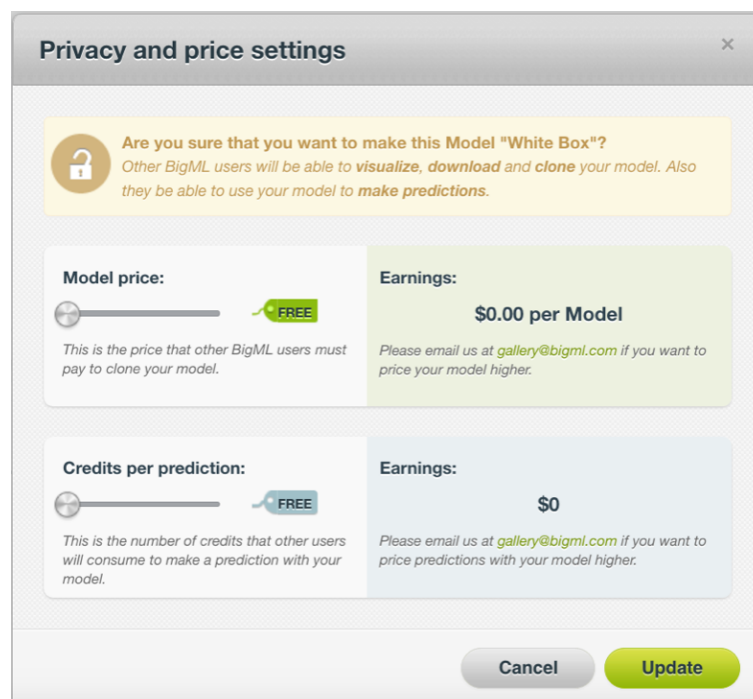 Privacy and price settings
×
Are you sure that you want to make this Model "White Box"?
Other BigML users will be able to visualize, download and clone your model. Also
they be able to use your model to make predictions.
Model price:
FREE
This is the price that other BigML users must
pay to clone your model.
Earnings:
$0.00 per Model
Please email us at gallery@bigml.com if you want to
price your model higher.
Credits per prediction:
FREE
This is the number of credits that other users
will consume to make a prediction with your
model.
Earnings:
$0
Please email us at gallery@bigml.com if you want to
price predictions with your model higher.
Cancel
Update